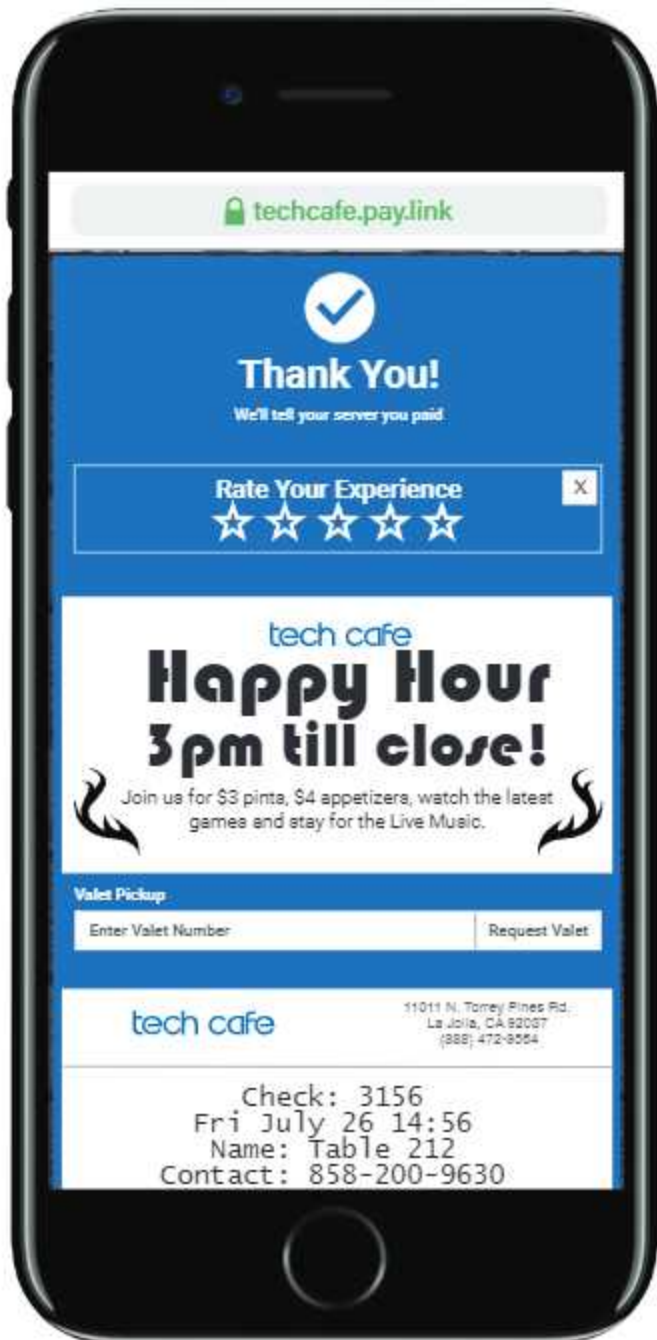 techcafe.pay.link
Thank You!
We'll tell your server you paid
Rate Your Experience
X
tech cafe
Happy Hour
3pm till close!
Join us for $3 pints, $4 appetizers, watch the latest
games and stay for the Live Music.
Valet Pickup
Enter Valet Number
Request Valet
tech cafe
11011 N. Torrey Pines Rd.
La Jolla, CA 92037
(888) 472-9564
Check: 3156
Fri July 26 14:56
Name: Table 212
Contact: 858-200-9630